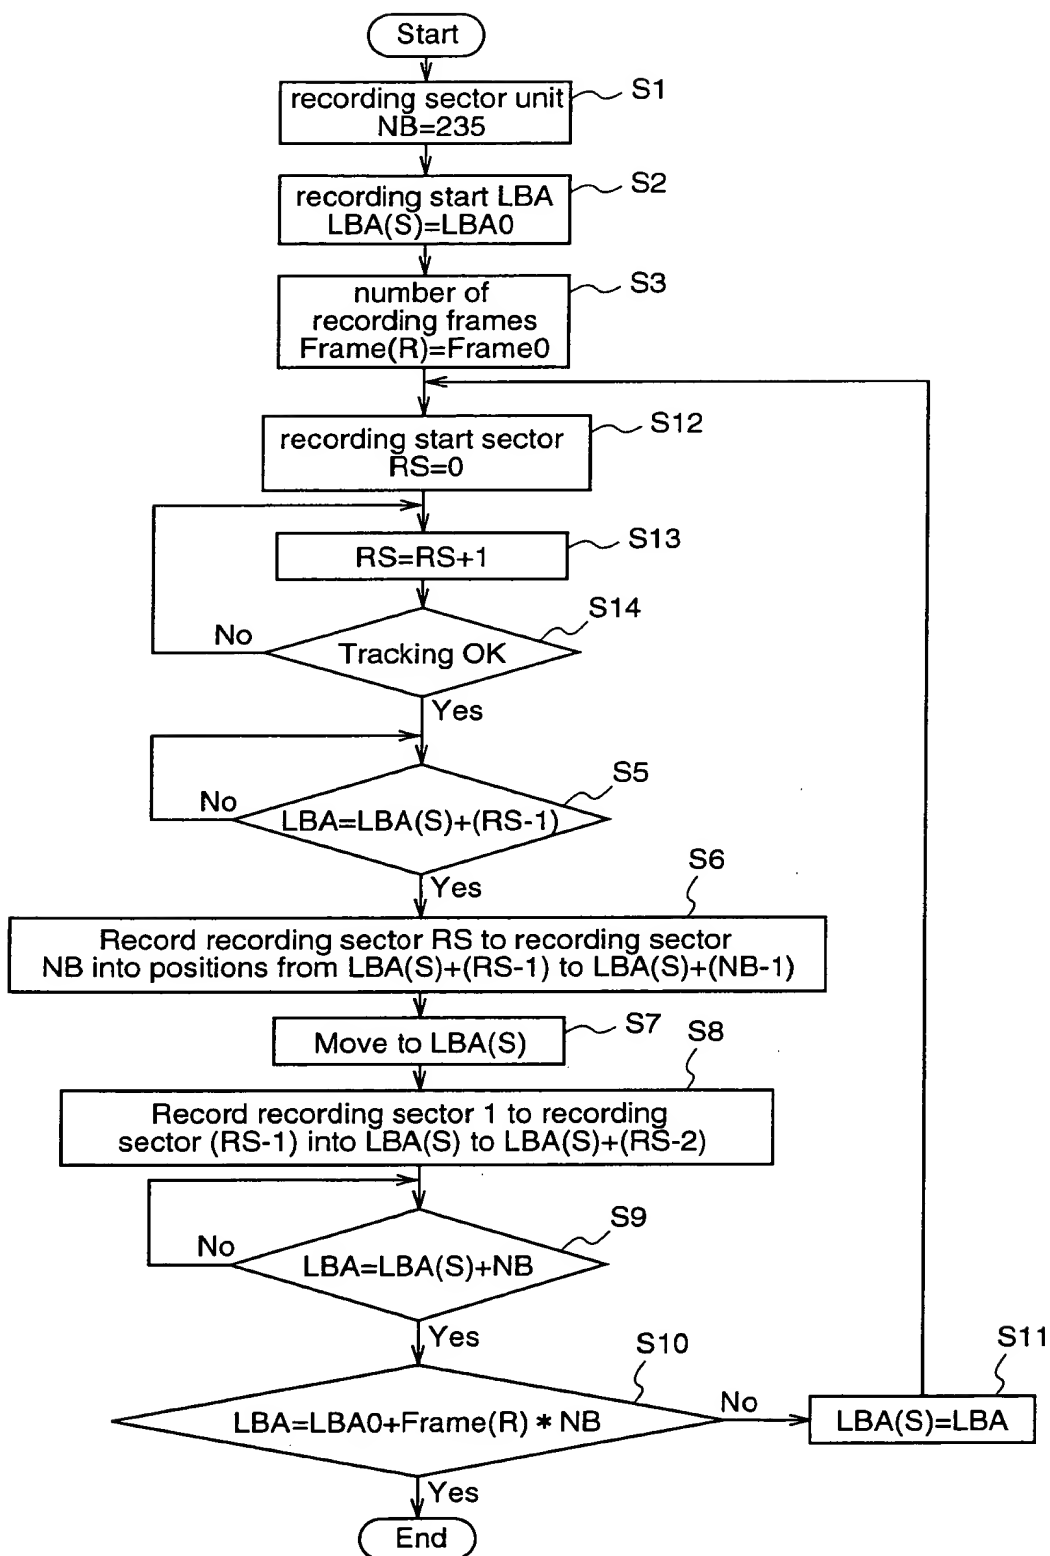 Start
recording sector unit
NB=235
S1
recording start LBA
LBA(S)=LBA0
S2
number of
recording frames
Frame(R)=Frame0
S3
recording start sector
RS=0
S12
RS=RS+1
S13
Tracking OK
S14
No
Yes
LBA=LBA(S)+(RS-1)
S5
No
Yes
S6
Record recording sector RS to recording sector
NB into positions from LBA(S)+(RS-1) to LBA(S)+(NB-1)
Move to LBA(S)
S7
S8
Record recording sector 1 to recording
sector (RS-1) into LBA(S) to LBA(S)+(RS-2)
LBA=LBA(S)+NB
S9
No
Yes
S10
LBA=LBA0+Frame(R) * NB
No
S11
LBA(S)=LBA
Yes
End